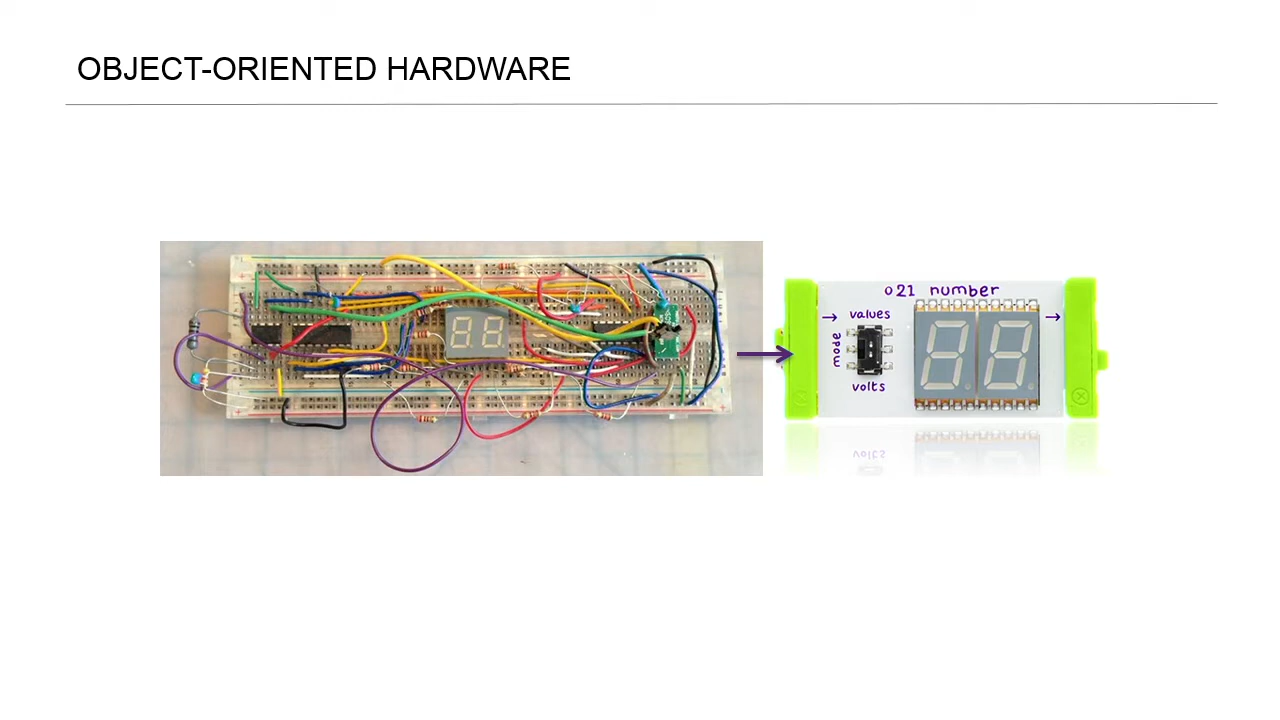 OBJECT-ORIENTED HARDWARE
o21 number
→ values →
mode
volts